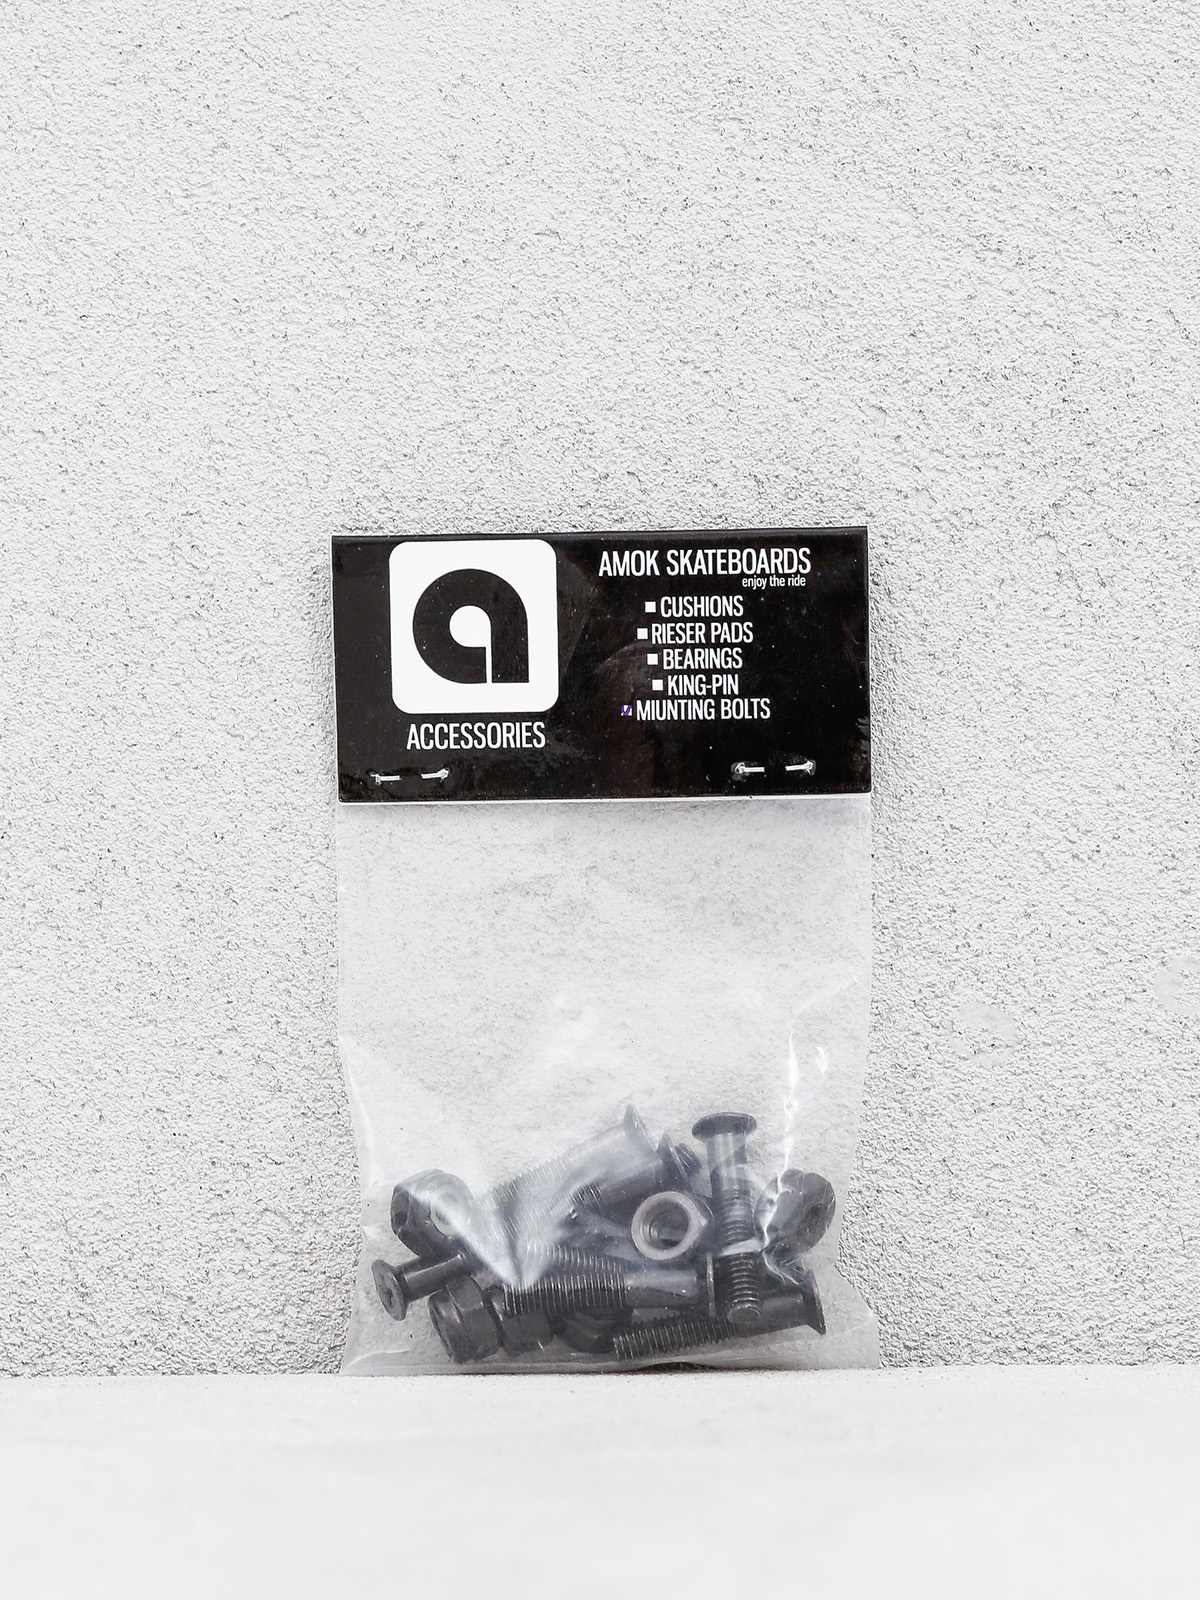 a
ACCESSORIES
AMOK SKATEBOARDS
enjoy the ride
CUSHIONS
RIESER PADS
BEARINGS
KING-PIN
MIUNTING BOLTS